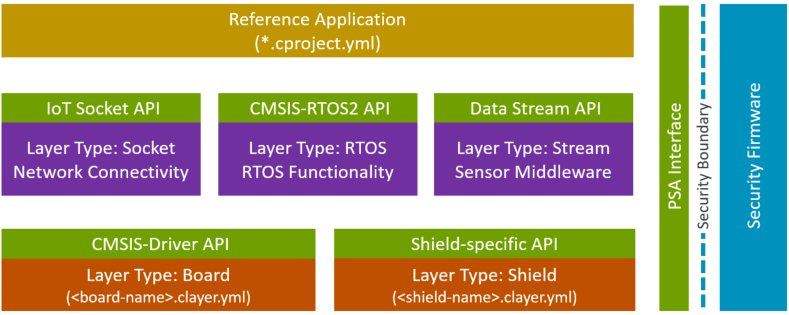 Reference Application
(*.cproject.yml)
IoT Socket API
Layer Type: Socket
Network Connectivity
CMSIS-RTOS2 API
Layer Type: RTOS
RTOS Functionality
Data Stream API
Layer Type: Stream
Sensor Middleware
CMSIS-Driver API
Layer Type: Board
(<board-name>.clayer.yml)
Shield-specific API
Layer Type: Shield
(<shield-name>.clayer.yml)
PSA Interface
Security Boundary
Security Firmware